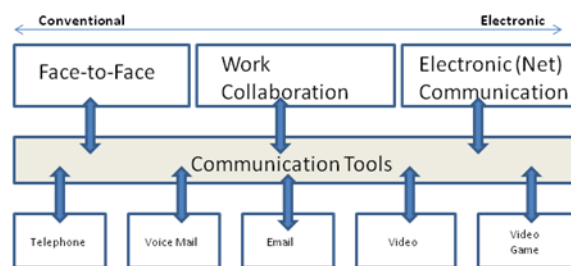 Conventional
Electronic
Face-to-Face
Work
Collaboration
Electronic (Net)
Communication
Communication Tools
Telephone
Voice Mail
Email
Video
Video
Game